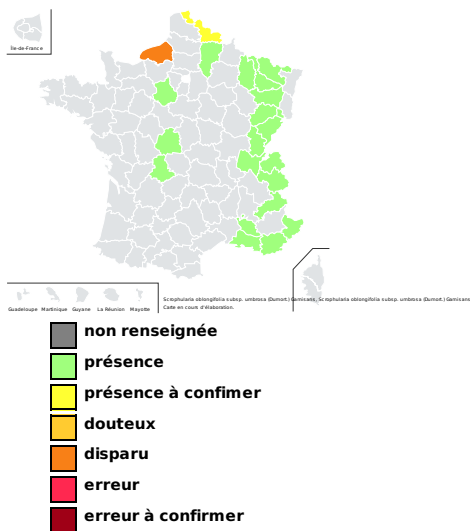 Île-de-France
Guadeloupe Martinique Guyane La Réunion Mayotte
Scrophularia oblongifolia subsp. umbrosa (Dumort.) Gamisans, Scrophularia oblongifolia subsp. umbrosa (Dumort.) Gamisans
Carte en cours d'élaboration.
non renseignée
présence
présence à confimer
douteux
disparu
erreur
erreur à confirmer